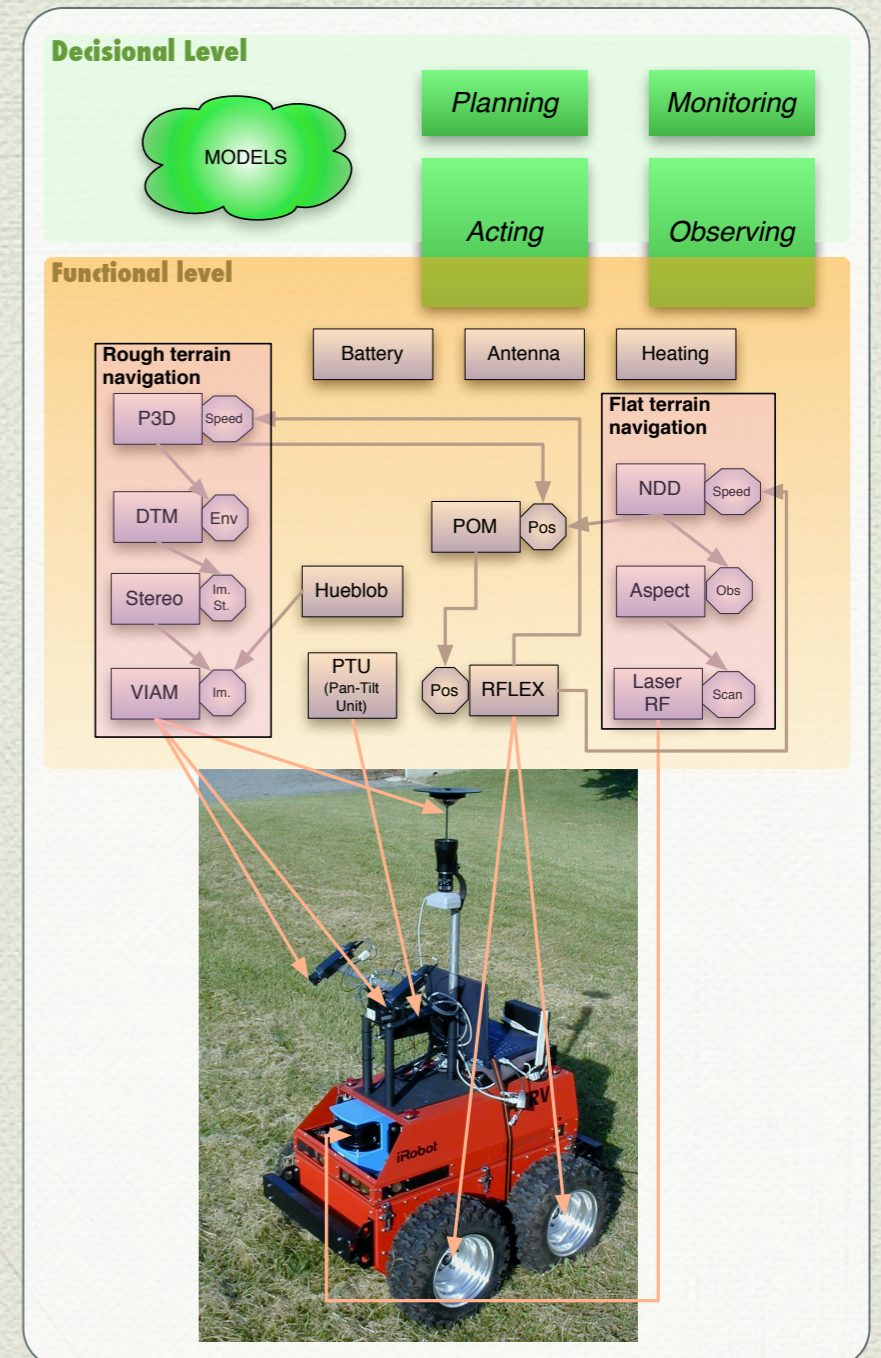 Decisional Level
MODELS
Planning
Monitoring
Acting
Observing
Functional level
Battery
Antenna
Heating
Rough terrain
navigation
P3D
Speed
DTM
Env
Stereo
Im.
St.
VIAM
Im.
Hueblob
PTU
(Pan-Tilt
Unit)
POM
Pos
Pos
RFLEX
Flat terrain
navigation
NDD
Speed
Aspect
Obs
Laser
RF
Scan
RV
iRobot